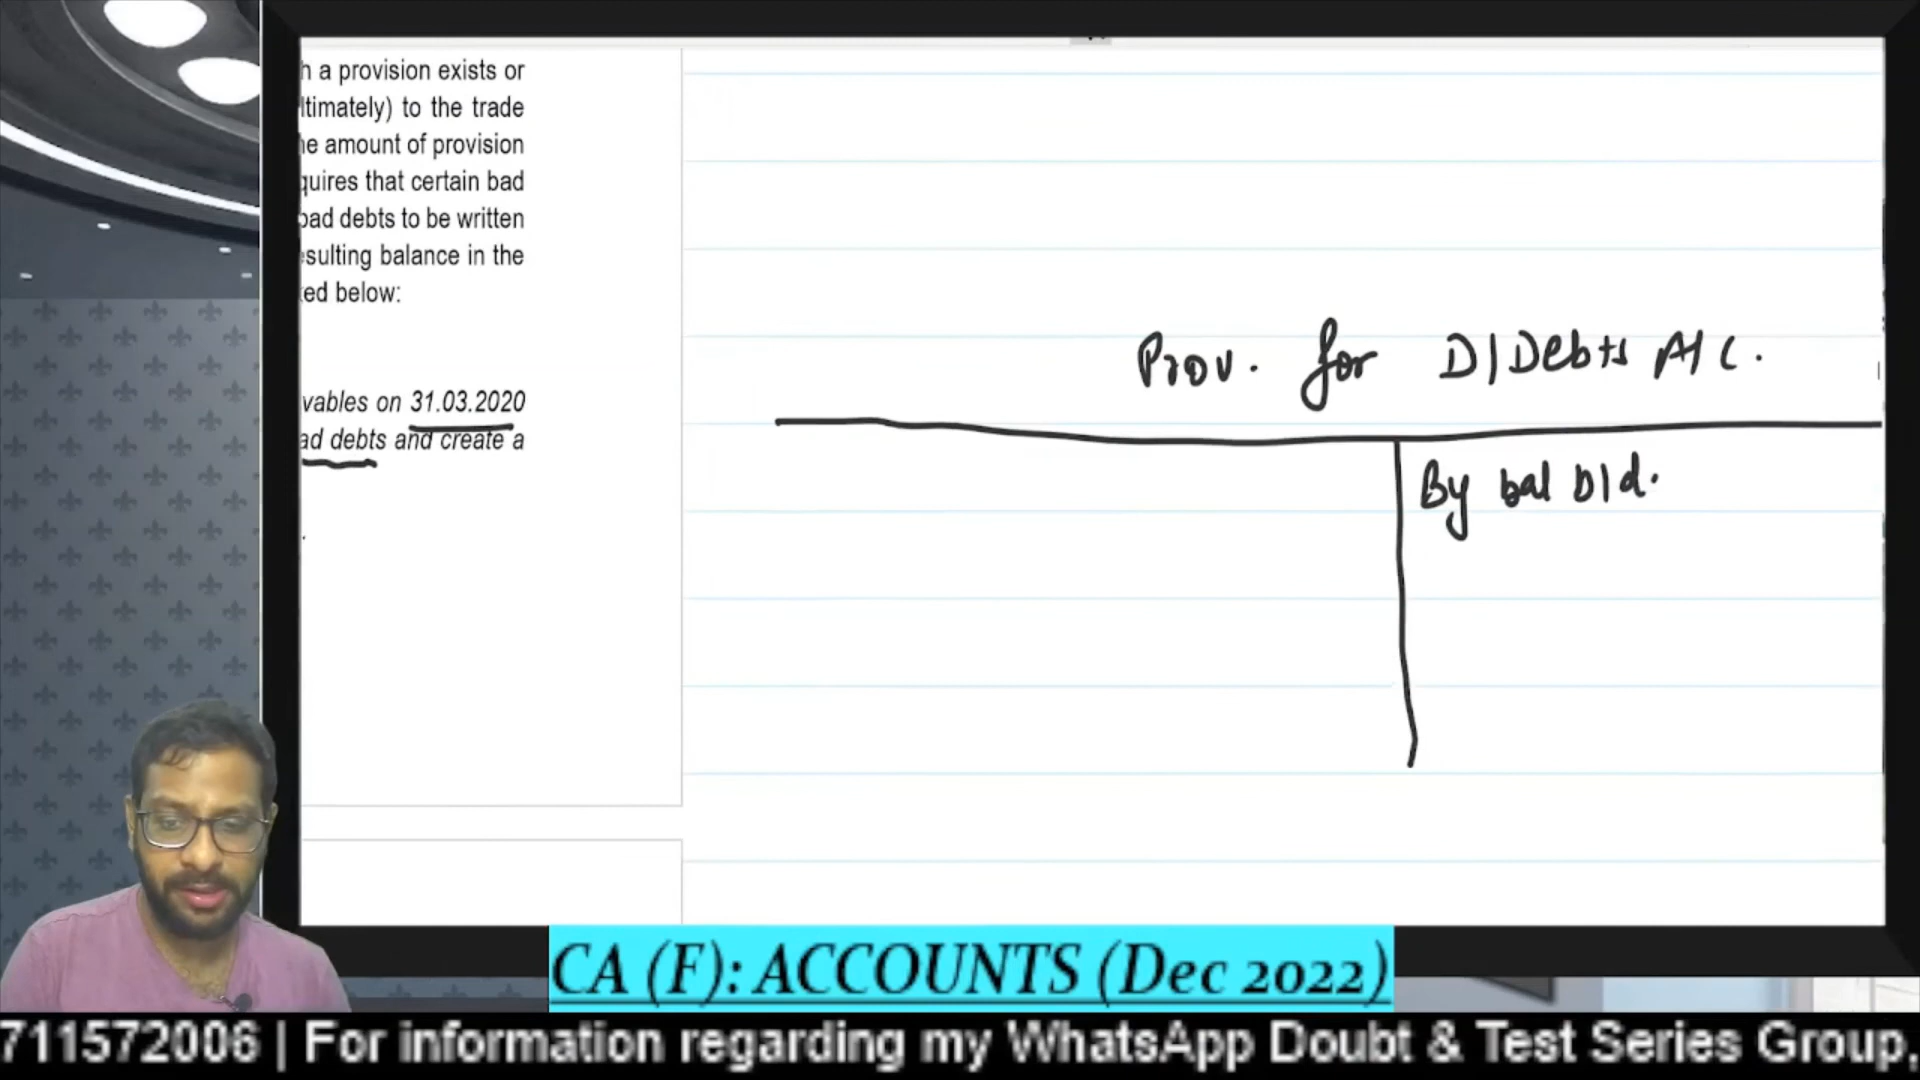 a provision exists or
ltimately) to the trade
he amount of provision
quires that certain bad
bad debts to be written
esulting balance in the
ted below:
vables on 31.03.2020
ad debts and create a
.
Prov. for D/Debts A/c.
By bal b/d.
CA (F): ACCOUNTS (Dec 2022)
711572006 | For information regarding my WhatsApp Doubt & Test Series Group,